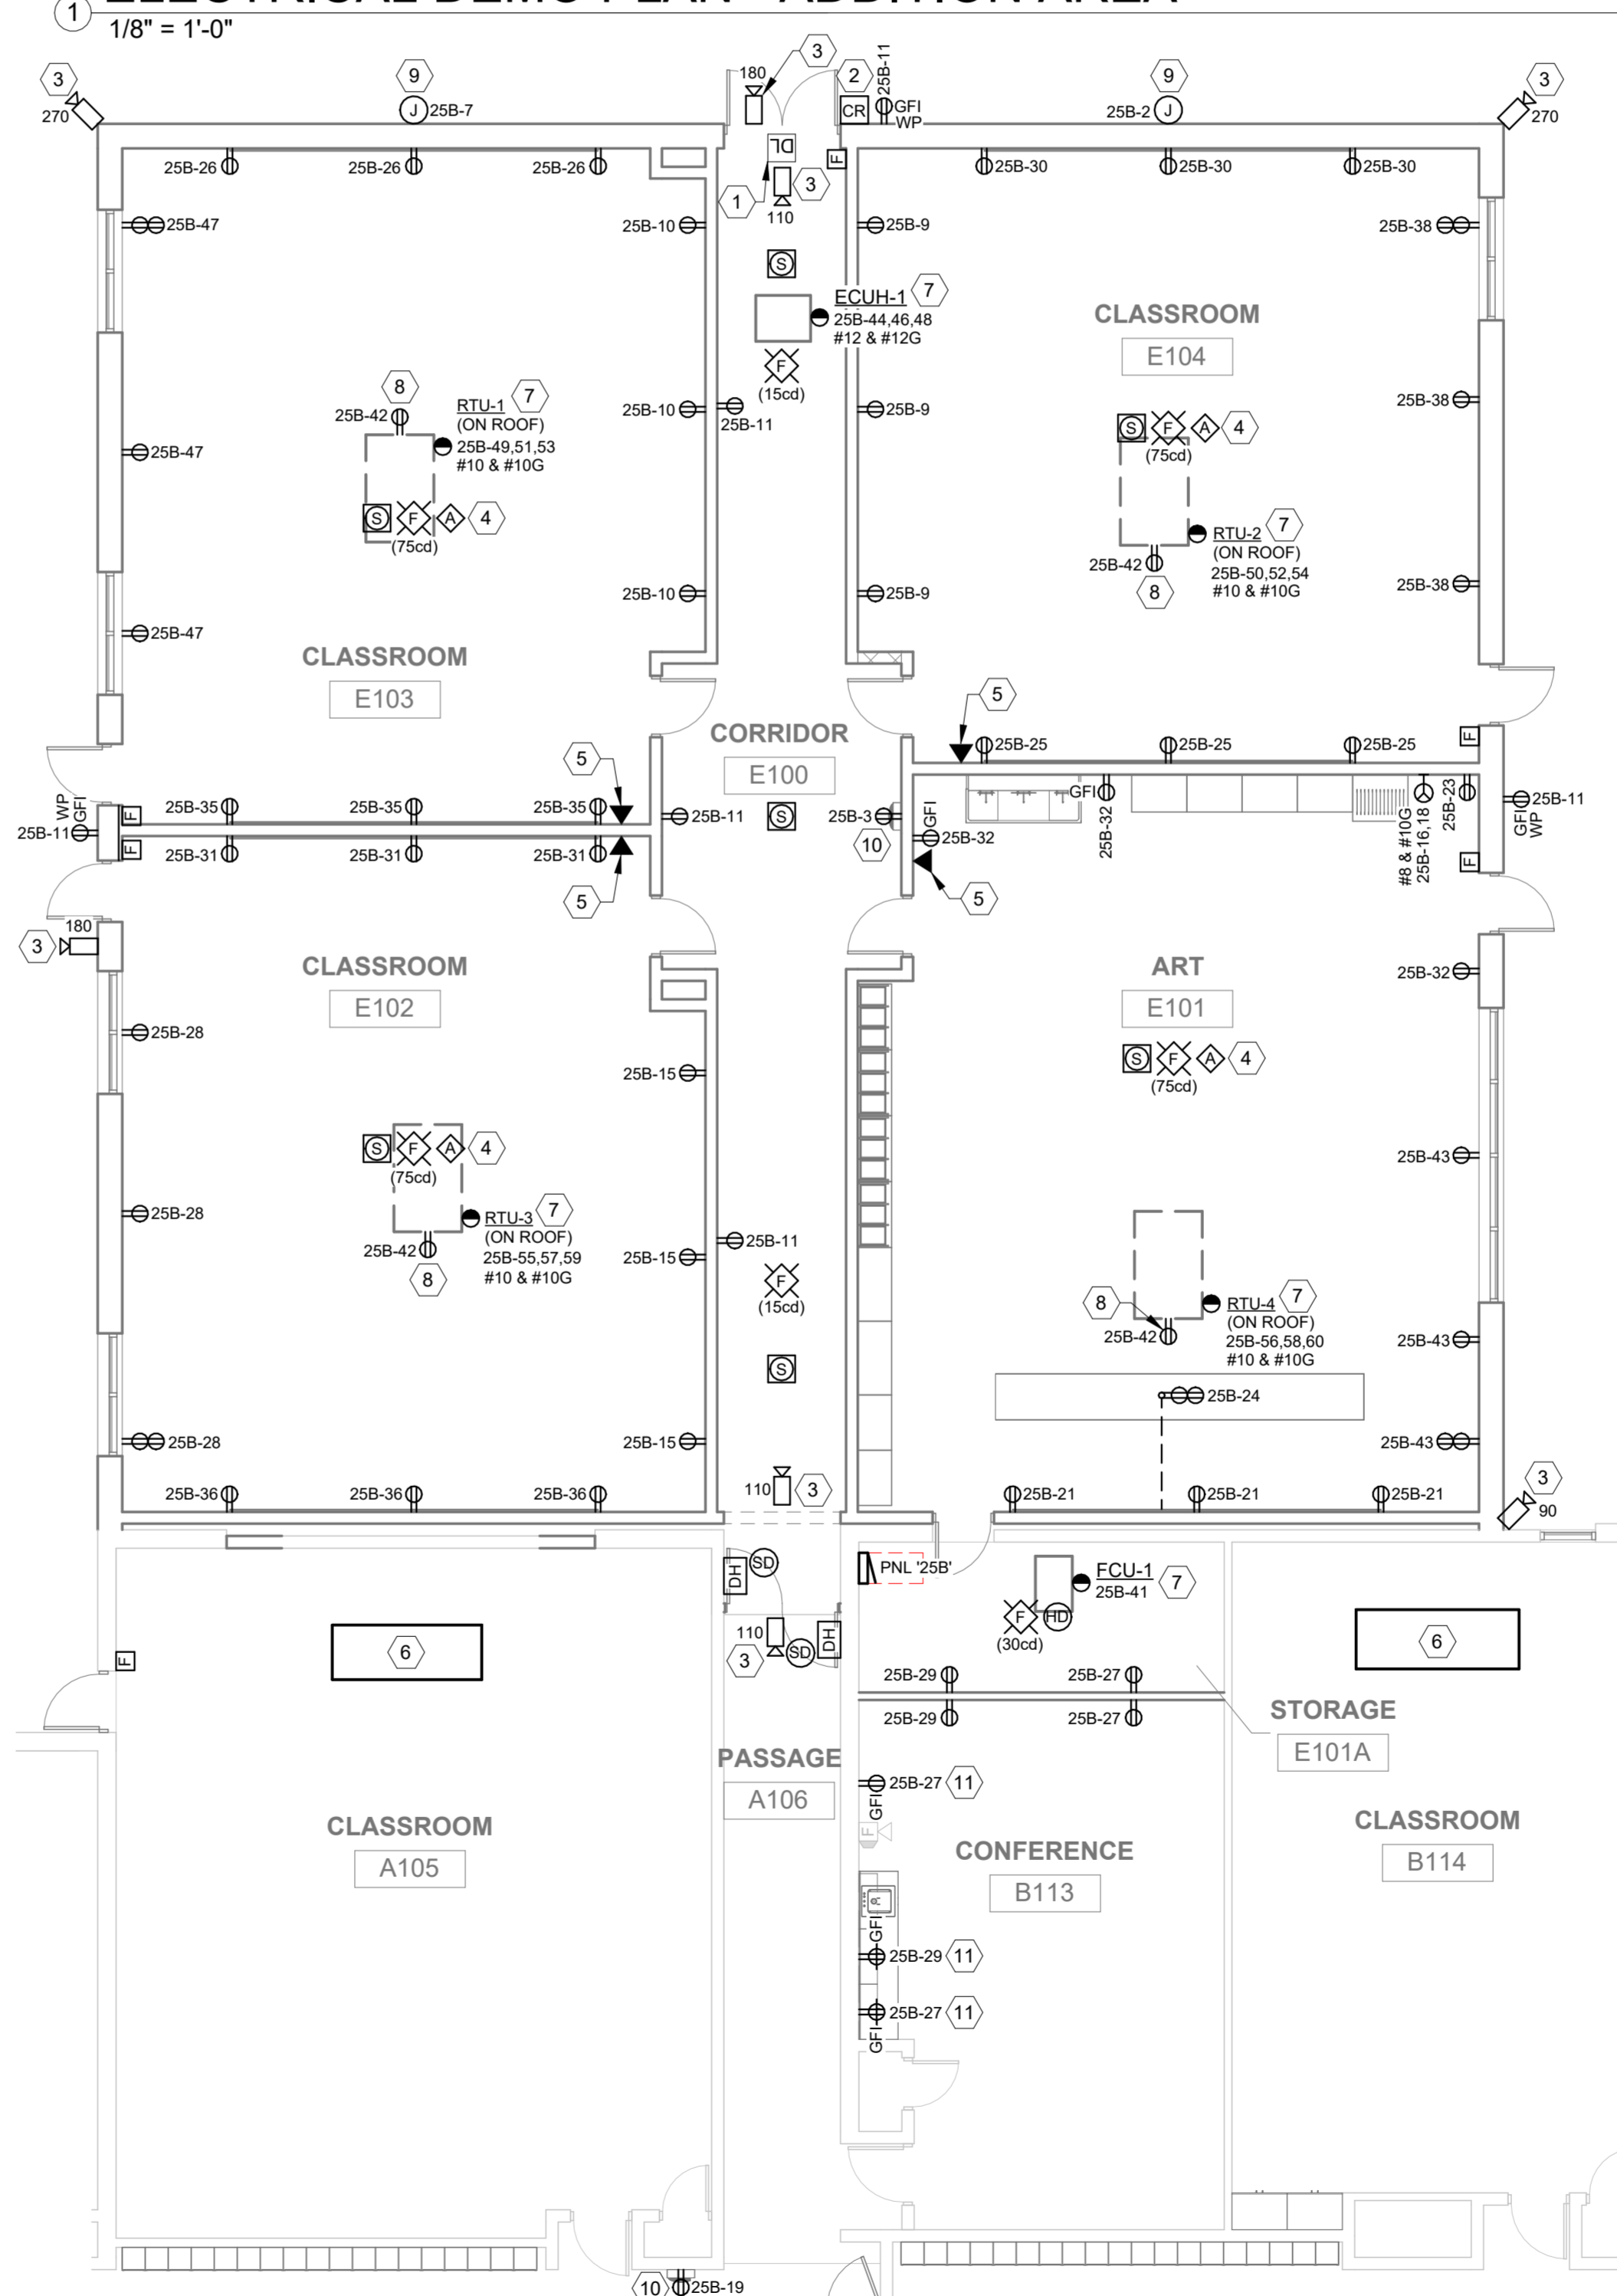 1
1/8" = 1'-0"
3
270
9
J 25B-7
180
3
2
CR
25B-11
GFI
WP
9
25B-2 J
3
270
DL
F
1
3
110
25B-26
25B-26
25B-26
25B-30
25B-30
25B-30
25B-47
25B-10
25B-9
25B-38
S
ECUH-1
7
25B-44,46,48
#12 & #12G
F
(15cd)
CLASSROOM
E104
8
25B-42
RTU-1
7
(ON ROOF)
25B-49,51,53
#10 & #10G
25B-10
25B-11
25B-9
25B-38
S F A 4
(75cd)
25B-47
S F A 4
(75cd)
RTU-2
7
(ON ROOF)
25B-50,52,54
#10 & #10G
25B-42
8
25B-10
25B-9
25B-38
25B-47
CLASSROOM
E103
CORRIDOR
E100
5
5
25B-25
25B-25
25B-25
F
WP
GFI
25B-11
F
25B-35
25B-35
25B-35
F
25B-31
25B-31
25B-31
5
25B-11
S
25B-3
10
GFI
25B-32
5
GFI
25B-32
#8 & #10G
25B-16,18
25B-23
F
25B-11
GFI
WP
180
3
CLASSROOM
E102
ART
E101
25B-32
S F A 4
(75cd)
25B-28
25B-15
25B-43
S F A 4
(75cd)
RTU-3
7
(ON ROOF)
25B-55,57,59
#10 & #10G
25B-42
8
25B-28
25B-15
25B-11
F
(15cd)
8
25B-42
RTU-4
7
(ON ROOF)
25B-56,58,60
#10 & #10G
25B-43
S
25B-24
25B-28
25B-15
25B-43
25B-36
25B-36
25B-36
110
3
25B-21
25B-21
25B-21
3
90
DH
SD
PNL '25B'
FCU-1
25B-41
7
F
HD
(30cd)
110
3
SD
DH
F
6
6
25B-29
25B-27
25B-29
25B-27
STORAGE
E101A
PASSAGE
A106
25B-27 11
GFI
F
CLASSROOM
A105
CONFERENCE
B113
CLASSROOM
B114
GFI
25B-29 11
25B-27 11
GFI
10
25B-19